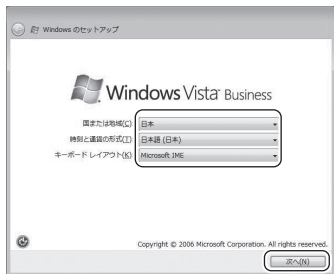 Windows のセットアップ
Windows Vista™ Business
国または地域(C): 日本
時刻と通貨の形式(T): 日本語 (日本)
キーボード レイアウト(K): Microsoft IME
Copyright © 2006 Microsoft Corporation. All rights reserved.
次へ(N)